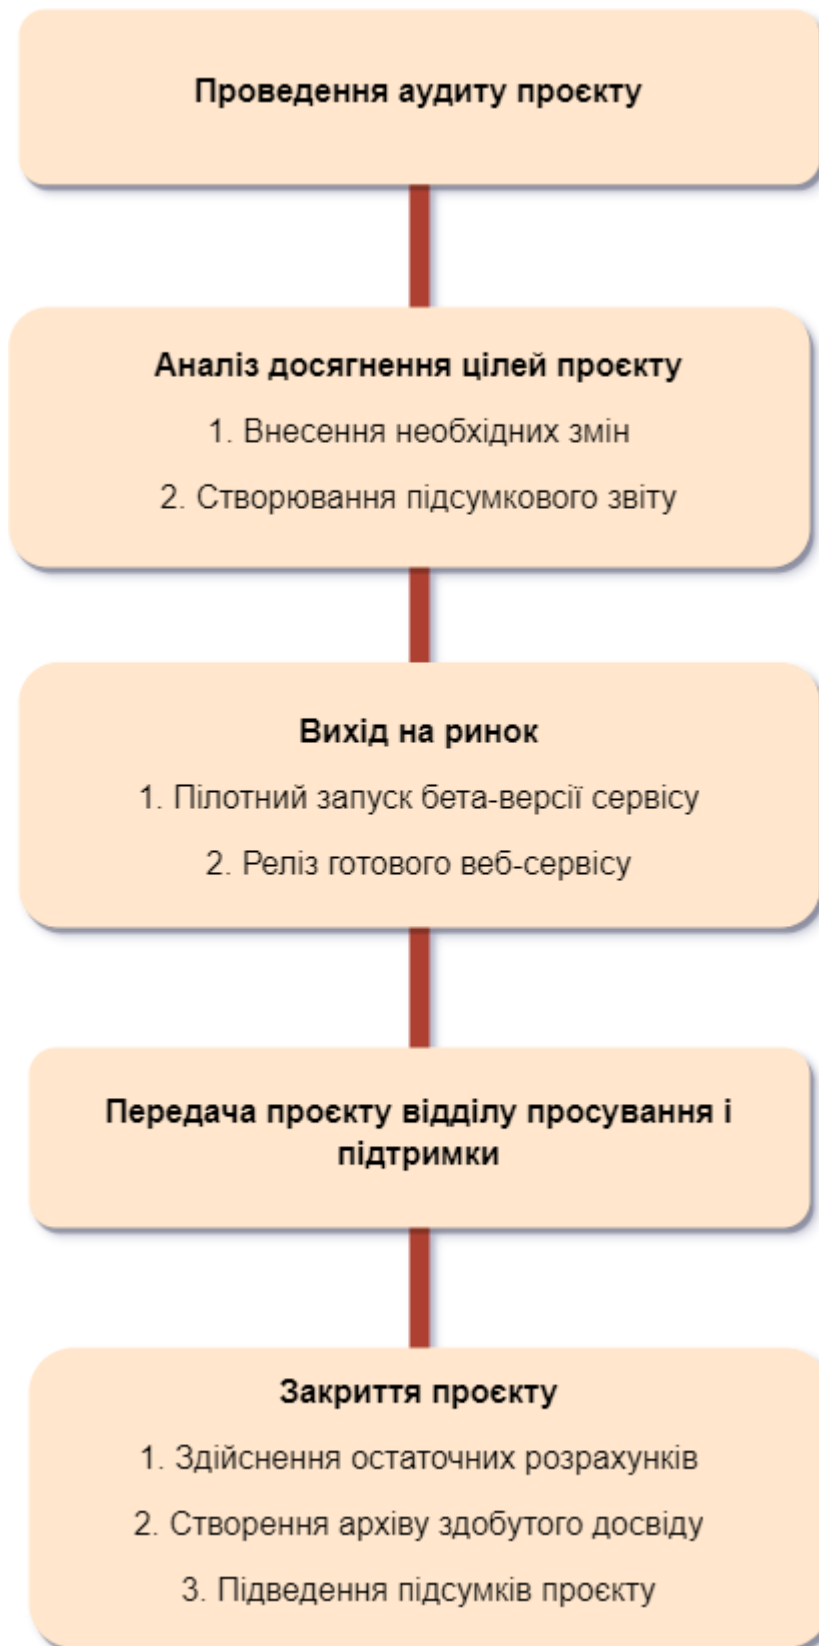 Проведення аудиту проєкту
Аналіз досягнення цілей проєкту
1. Внесення необхідних змін
2. Створювання підсумкового звіту
Вихід на ринок
1. Пілотний запуск бета-версії сервісу
2. Реліз готового веб-сервісу
Передача проєкту відділу просування і
підтримки
Закриття проєкту
1. Здійснення остаточних розрахунків
2. Створення архіву здобутого досвіду
3. Підведення підсумків проєкту